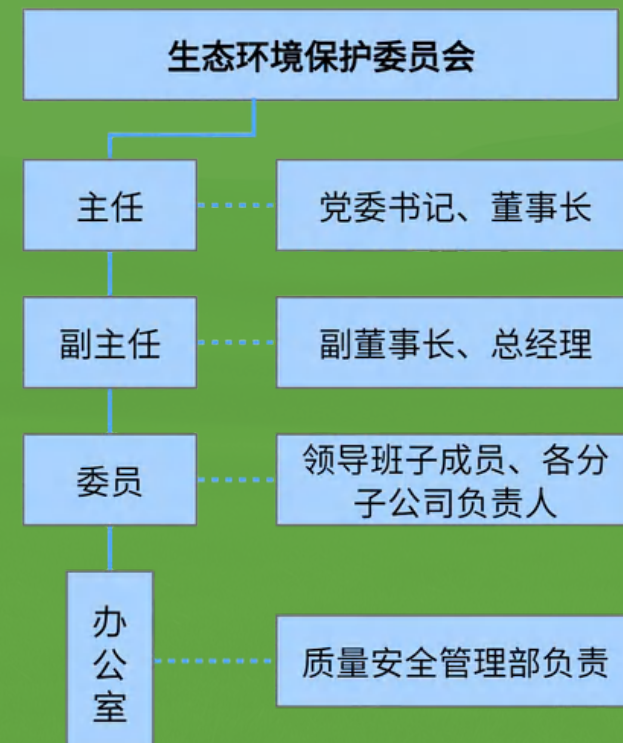 生态环境保护委员会
主任
党委书记、董事长
副主任
副董事长、总经理
委员
领导班子成员、各分
子公司负责人
办
公
室
质量安全管理部负责